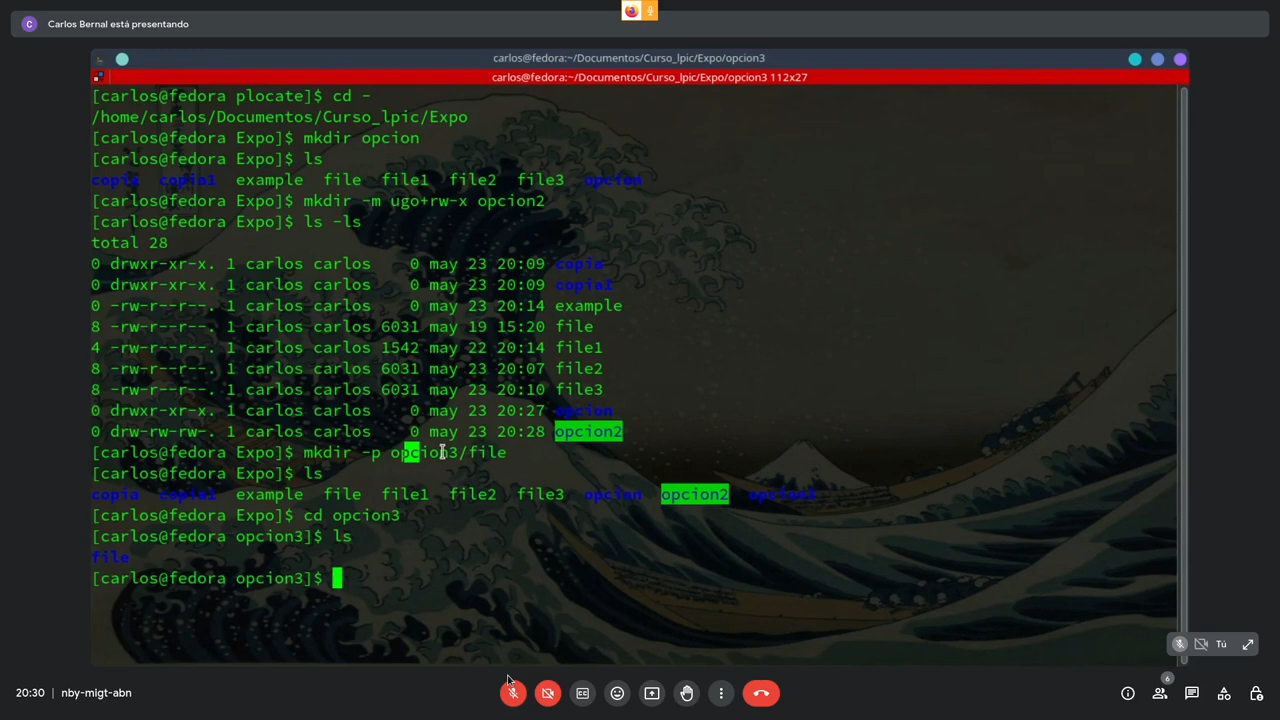 C Carlos Bernal está presentando
carlos@fedora:~/Documentos/Curso_lpic/Expo/opcion3
carlos@fedora:~/Documentos/Curso_lpic/Expo/opcion3 112x27
[carlos@fedora plocate]$ cd -
/home/carlos/Documentos/Curso_lpic/Expo
[carlos@fedora Expo]$ mkdir opcion
[carlos@fedora Expo]$ ls
copia copia1 example file file1 file2 file3 opcion
[carlos@fedora Expo]$ mkdir -m ugo+rw-x opcion2
[carlos@fedora Expo]$ ls -ls
total 28
0 drwxr-xr-x. 1 carlos carlos 0 may 23 20:09 copia
0 drwxr-xr-x. 1 carlos carlos 0 may 23 20:09 copia1
0 -rw-r--r--. 1 carlos carlos 0 may 23 20:14 example
8 -rw-r--r--. 1 carlos carlos 6031 may 19 15:20 file
4 -rw-r--r--. 1 carlos carlos 1542 may 22 20:14 file1
8 -rw-r--r--. 1 carlos carlos 6031 may 23 20:07 file2
8 -rw-r--r--. 1 carlos carlos 6031 may 23 20:10 file3
0 drwxr-xr-x. 1 carlos carlos 0 may 23 20:27 opcion
0 drw-rw-rw-. 1 carlos carlos 0 may 23 20:28 opcion2
[carlos@fedora Expo]$ mkdir -p opcion3/file
[carlos@fedora Expo]$ ls
copia copia1 example file file1 file2 file3 opcion opcion2 opcion3
[carlos@fedora Expo]$ cd opcion3
[carlos@fedora opcion3]$ ls
file
[carlos@fedora opcion3]$
Tú
20:30 | nby-migt-abn
6